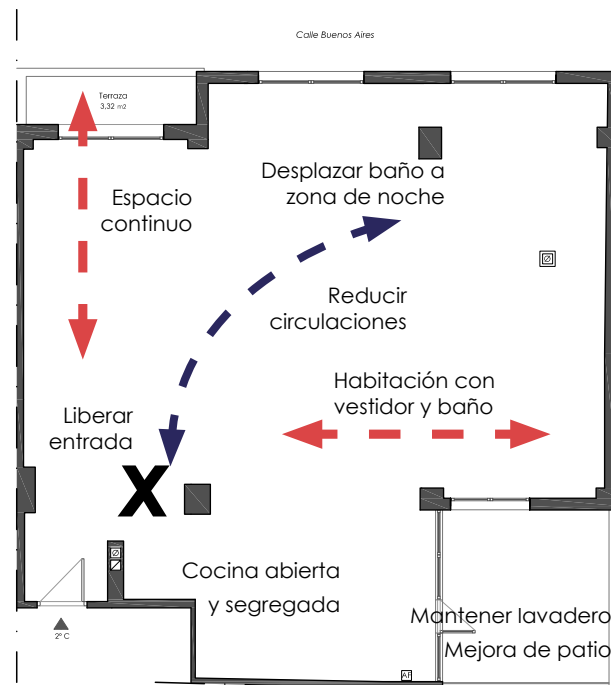 Calle Buenos Aires
Terraza
3,32 m2
Desplazar baño a
zona de noche
Espacio
continuo
Reducir
circulaciones
Habitación con
vestidor y baño
Liberar
entrada
X
Cocina abierta
y segregada
Mantener lavadero
Mejora de patio
2º C
AF